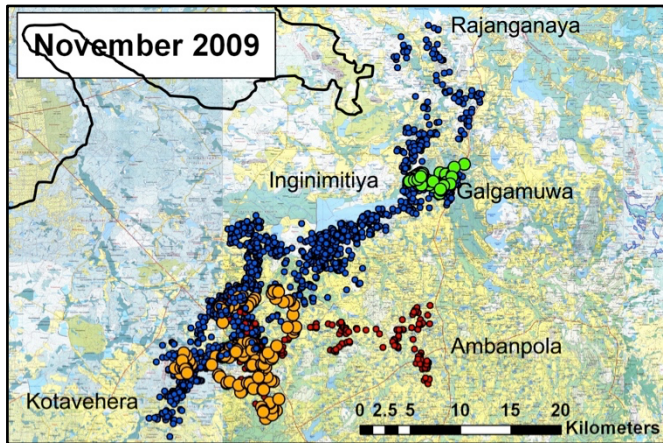 November 2009
Rajanganaya
Inginimitiya
Galgamuwa
Ambanpola
Kotavehera
0 2.5 5 10 15 20
Kilometers